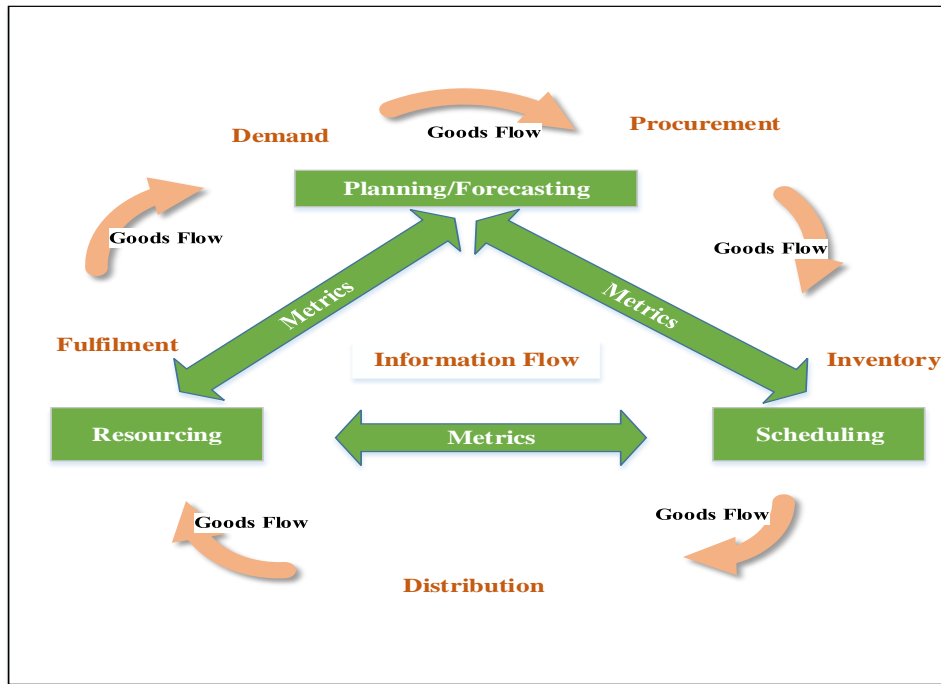 Demand
Goods Flow
Procurement
Planning/Forecasting
Goods Flow
Goods Flow
Metrics
Metrics
Fulfilment
Information Flow
Inventory
Resourcing
Metrics
Scheduling
Goods Flow
Goods Flow
Distribution